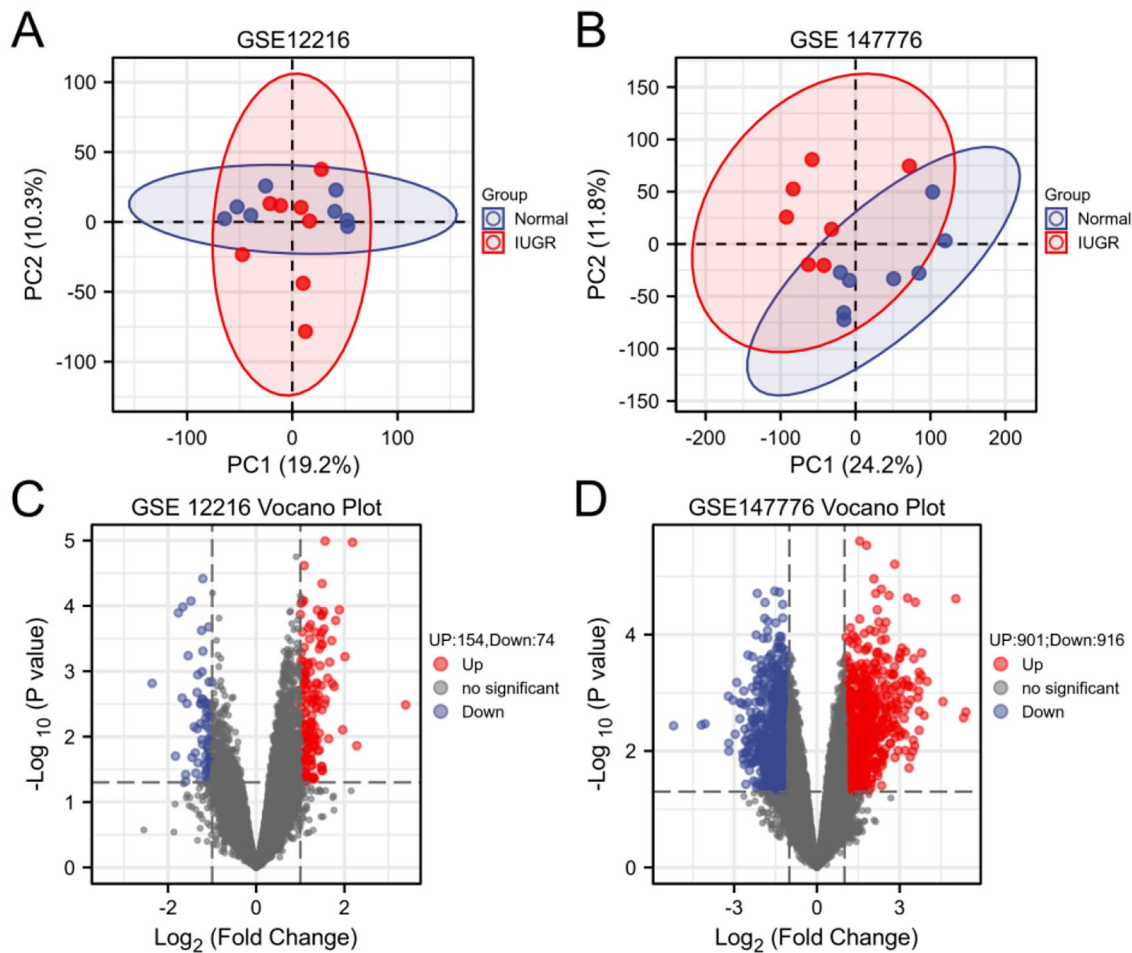 A
GSE12216
100
50
0
-50
-100
PC2 (10.3%)
-100
0
100
PC1 (19.2%)
Group
Normal
IUGR
B
GSE 147776
150
100
50
0
-50
-100
-150
PC2 (11.8%)
-200
-100
0
100
200
PC1 (24.2%)
Group
Normal
IUGR
C
GSE 12216 Vocano Plot
5
4
3
2
1
0
-Log10 (P value)
-2
0
2
Log2 (Fold Change)
UP:154,Down:74
Up
no significant
Down
D
GSE147776 Vocano Plot
4
2
0
-Log10 (P value)
-3
0
3
Log2 (Fold Change)
UP:901;Down:916
Up
no significant
Down